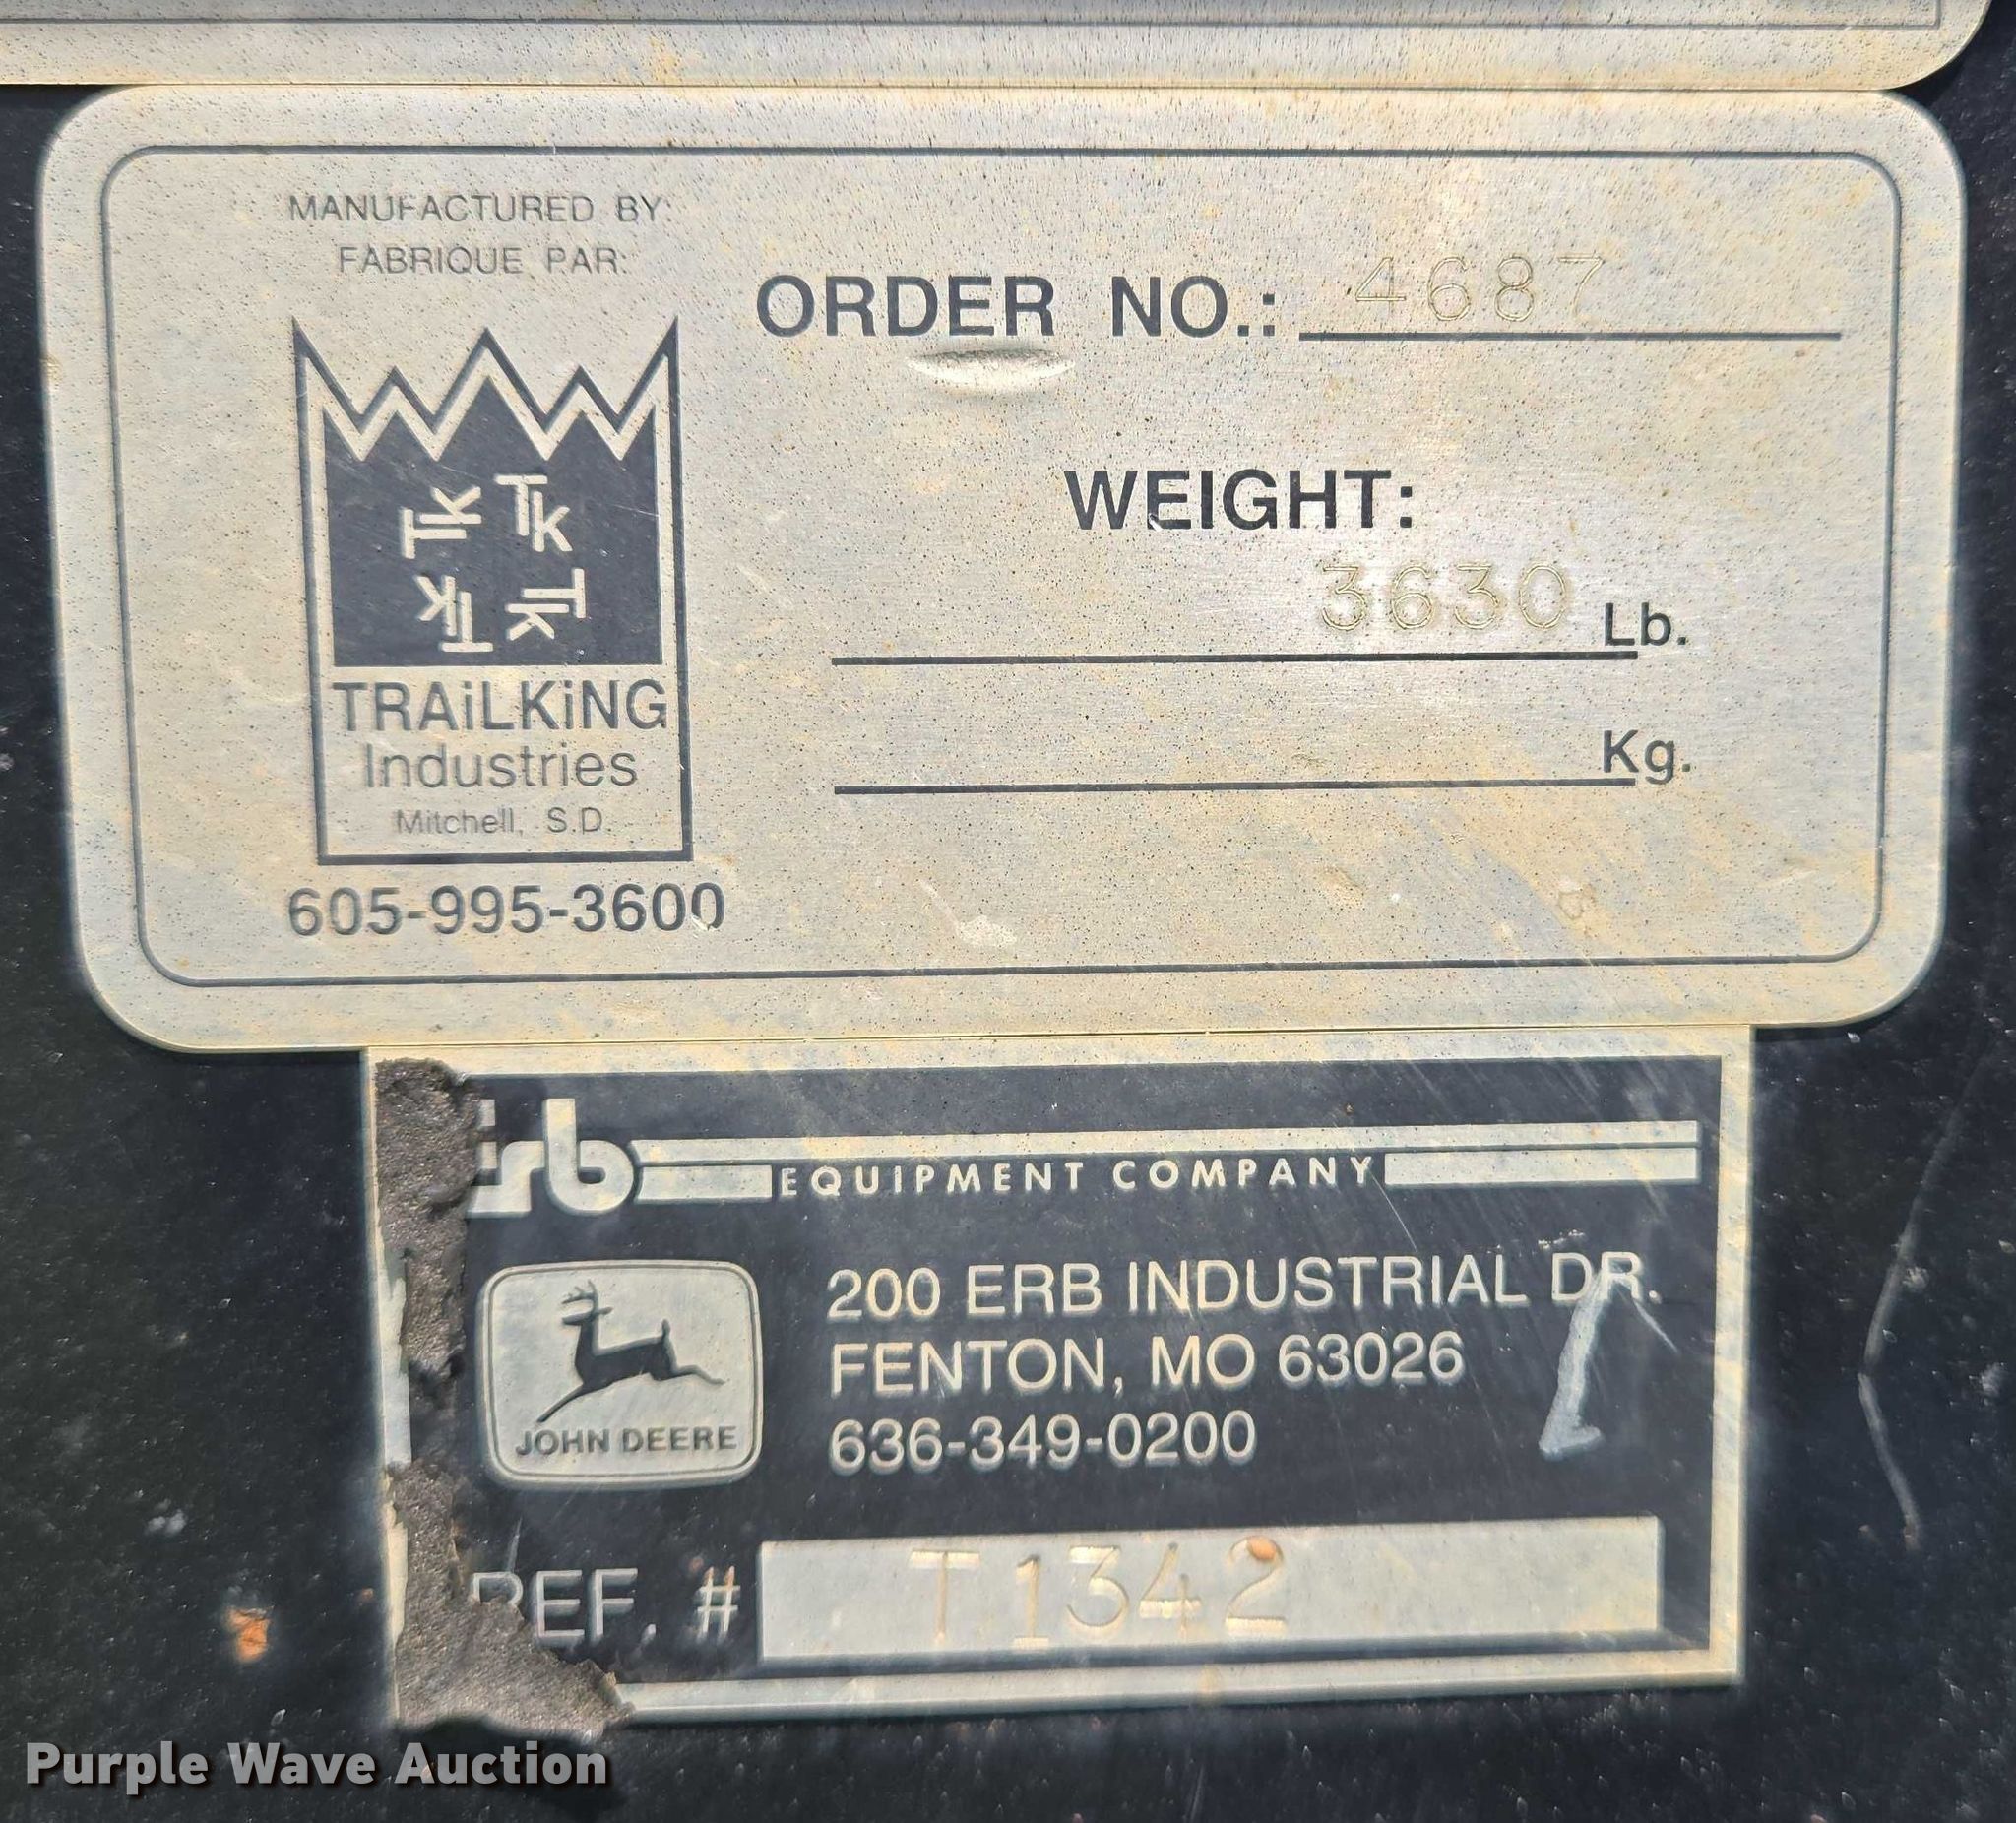 MANUFACTURED BY:
FABRIQUE PAR:
ORDER NO.: 4687
WEIGHT:
3630 Lb.
Kg.
TK TK
TK TK
TRAiLKiNG
Industries
Mitchell, S.D.
605-995-3600
Erb EQUIPMENT COMPANY
200 ERB INDUSTRIAL DR.
FENTON, MO 63026
636-349-0200
JOHN DEERE
REF. # T.1342
Purple Wave Auction